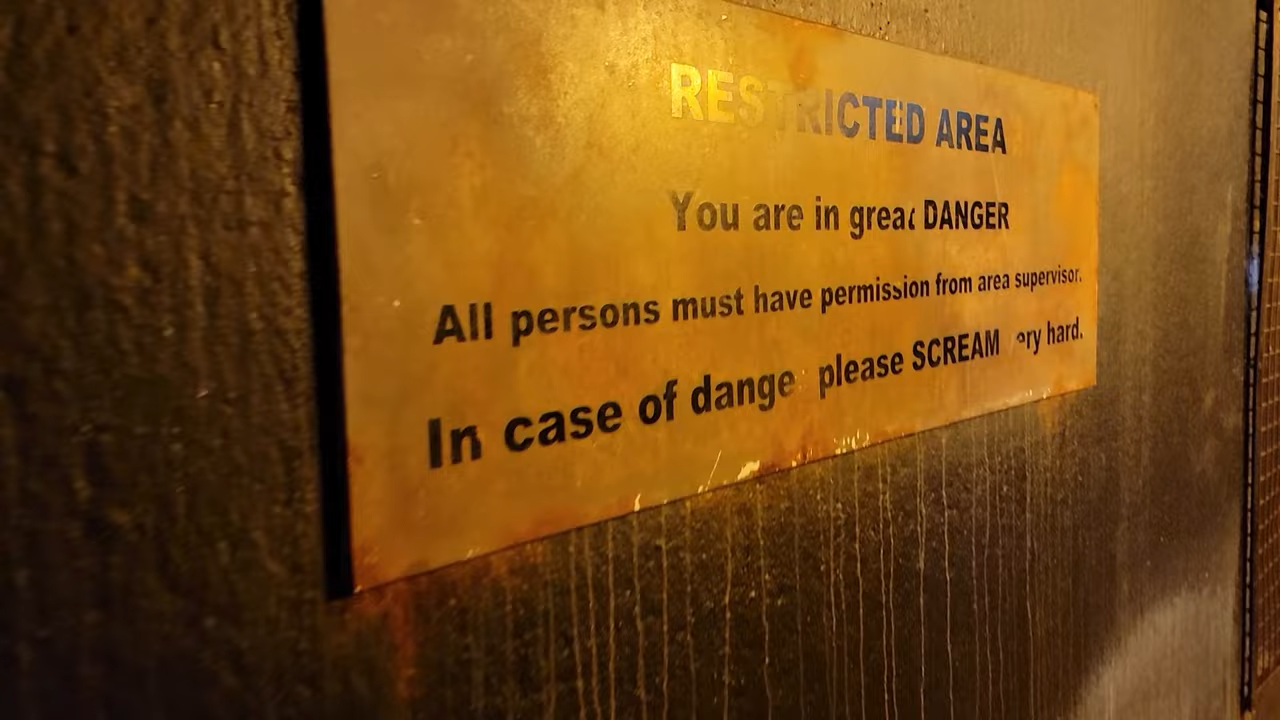 RESTRICTED AREA
You are in great DANGER
All persons must have permission from area supervisor.
In case of dange please SCREAM ery hard.